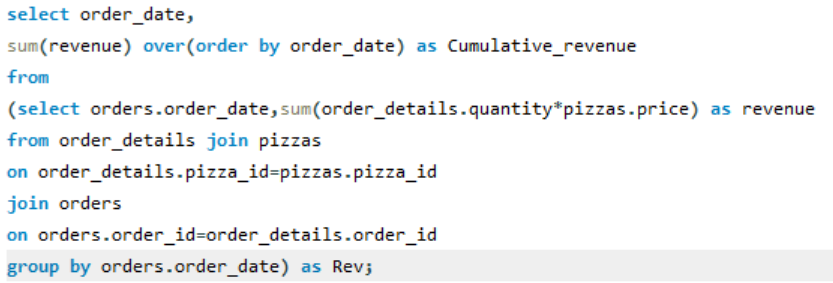 select order_date,
sum(revenue) over(order by order_date) as Cumulative_revenue
from
(select orders.order_date,sum(order_details.quantity*pizzas.price) as revenue
from order_details join pizzas
on order_details.pizza_id=pizzas.pizza_id
join orders
on orders.order_id=order_details.order_id
group by orders.order_date) as Rev;